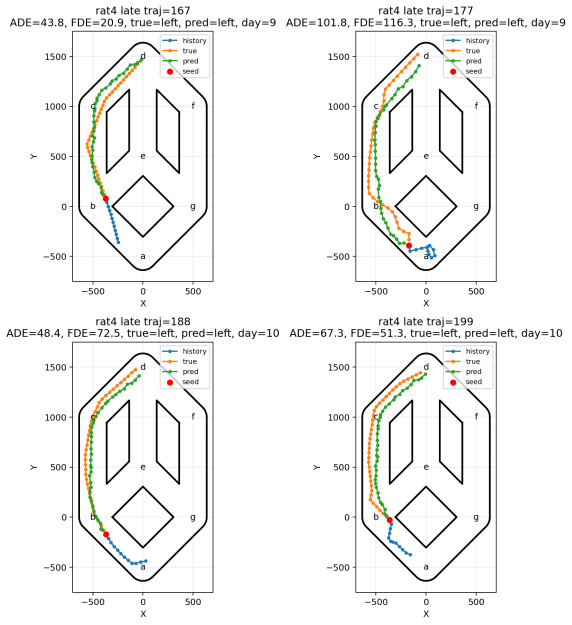 rat4 late traj=167
ADE=43.8, FDE=20.9, true=left, pred=left, day=9
history
true
pred
seed
d
c
f
e
b
g
a
1500
1000
500
0
−500
Y
−500
0
500
X
rat4 late traj=177
ADE=101.8, FDE=116.3, true=left, pred=left, day=9
history
true
pred
seed
d
c
f
e
b
g
a
1500
1000
500
0
−500
Y
−500
0
500
X
rat4 late traj=188
ADE=48.4, FDE=72.5, true=left, pred=left, day=10
history
true
pred
seed
d
c
f
e
b
g
a
1500
1000
500
0
−500
Y
−500
0
500
X
rat4 late traj=199
ADE=67.3, FDE=51.3, true=left, pred=left, day=10
history
true
pred
seed
d
c
f
e
b
g
a
1500
1000
500
0
−500
Y
−500
0
500
X